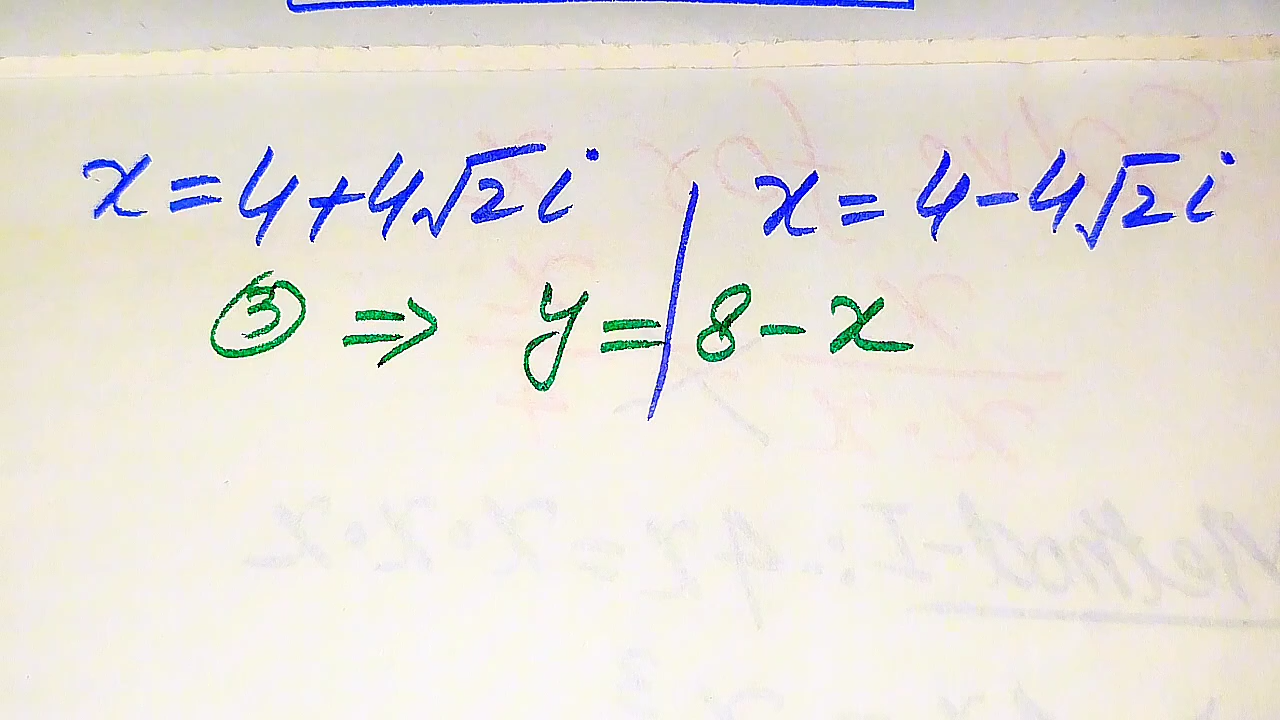 x = 4 + 4√2 i | x = 4 - 4√2 i
③ ⇒ y = 8 - x